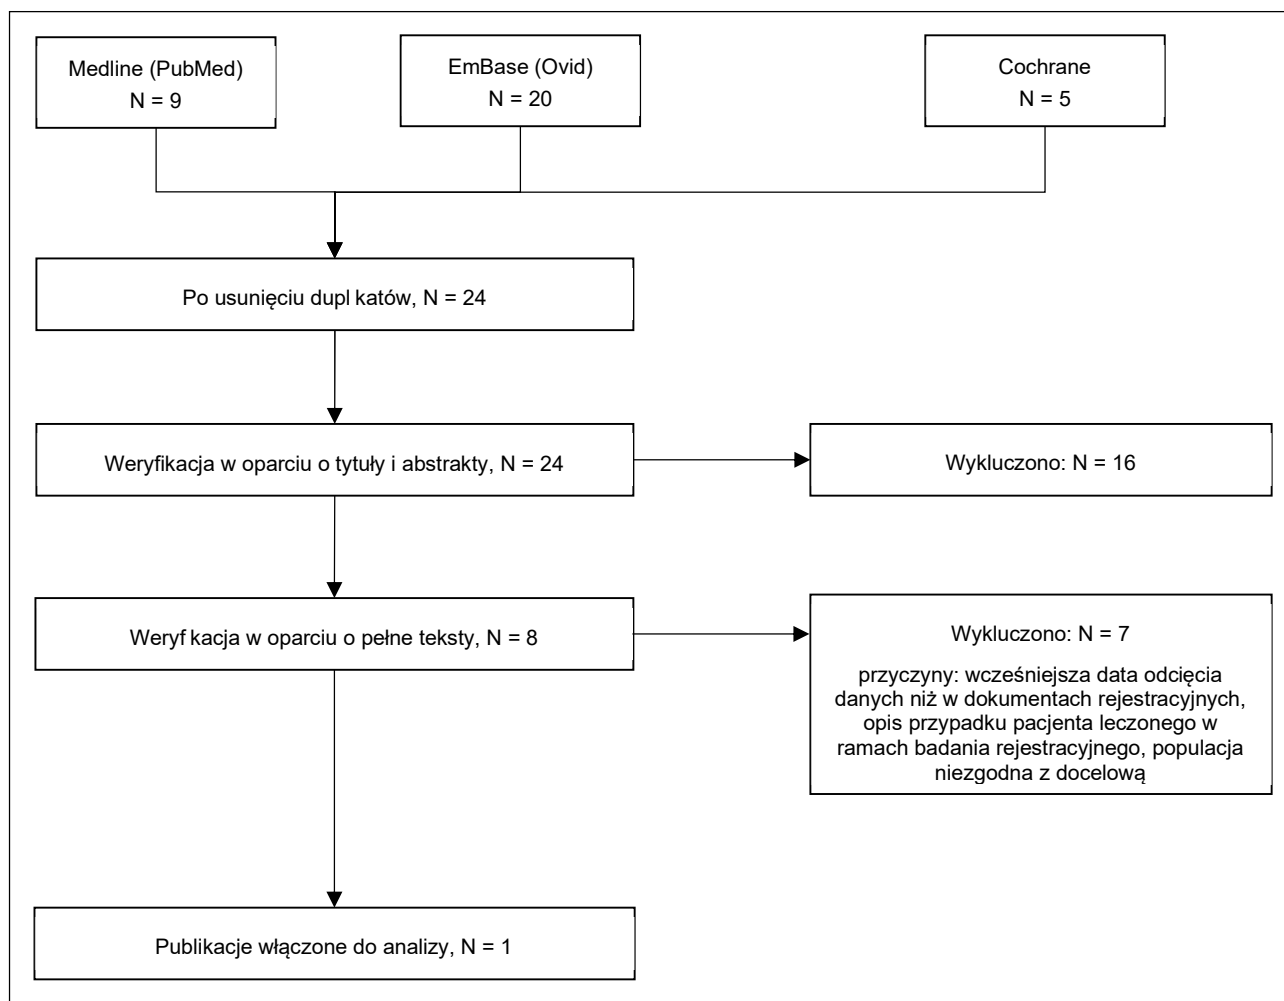 Medline (PubMed)
N = 9
EmBase (Ovid)
N = 20
Cochrane
N = 5
Po usunięciu dupl katów, N = 24
Weryfikacja w oparciu o tytuły i abstrakty, N = 24
Wykluczono: N = 16
Weryf kacja w oparciu o pełne teksty, N = 8
Wykluczono: N = 7
przyczyny: wcześniejsza data odcięcia
danych niż w dokumentach rejestracyjnych,
opis przypadku pacjenta leczonego w
ramach badania rejestracyjnego, populacja
niezgodna z docelową
Publikacje włączone do analizy, N = 1